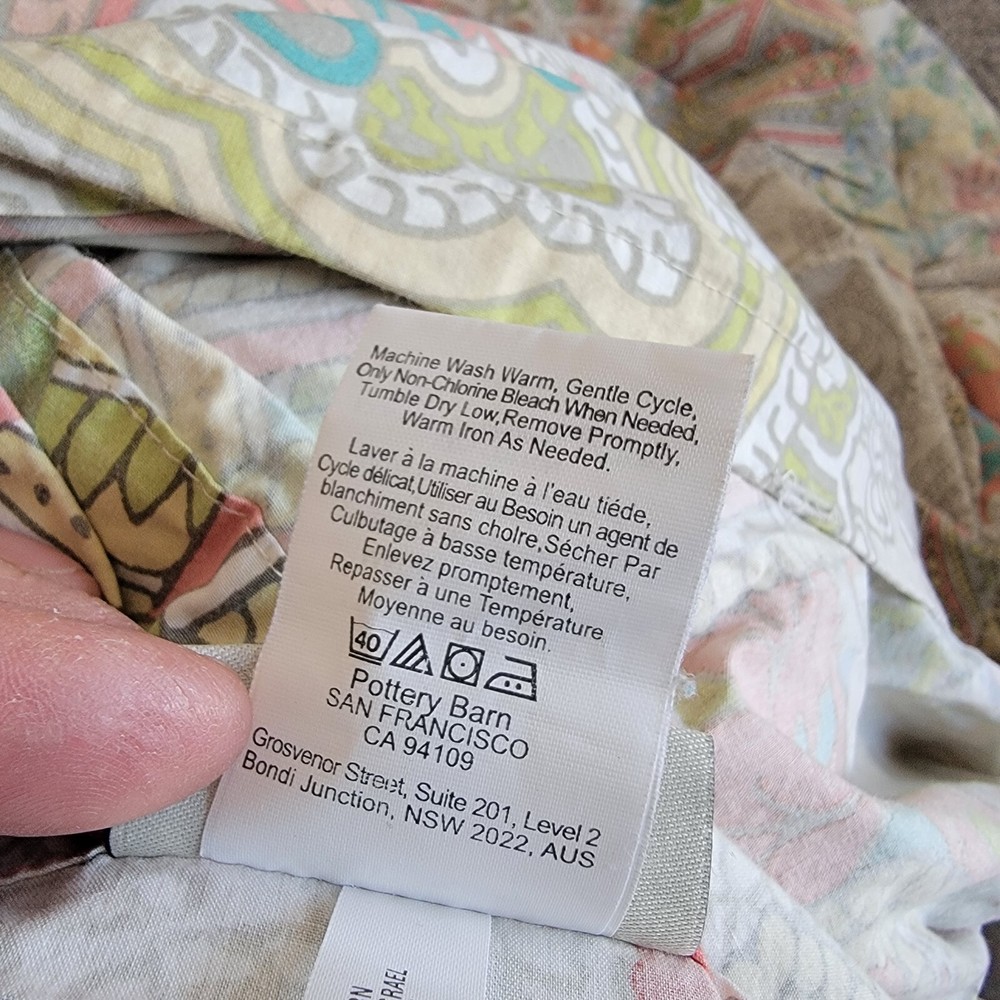 Machine Wash Warm, Gentle Cycle,
Only Non-Chlorine Bleach When Needed,
Tumble Dry Low,Remove Promptly,
Warm Iron As Needed.
Laver à la machine à l'eau tiéde,
Cycle délicat,Utiliser au Besoin un agent de
blanchiment sans cholre,Sécher Par
Culbutage à basse température,
Enlevez promptement,
Repasser à une Température
Moyenne au besoin.
40
Pottery Barn
SAN FRANCISCO
CA 94109
Grosvenor Street, Suite 201, Level 2
Bondi Junction, NSW 2022, AUS